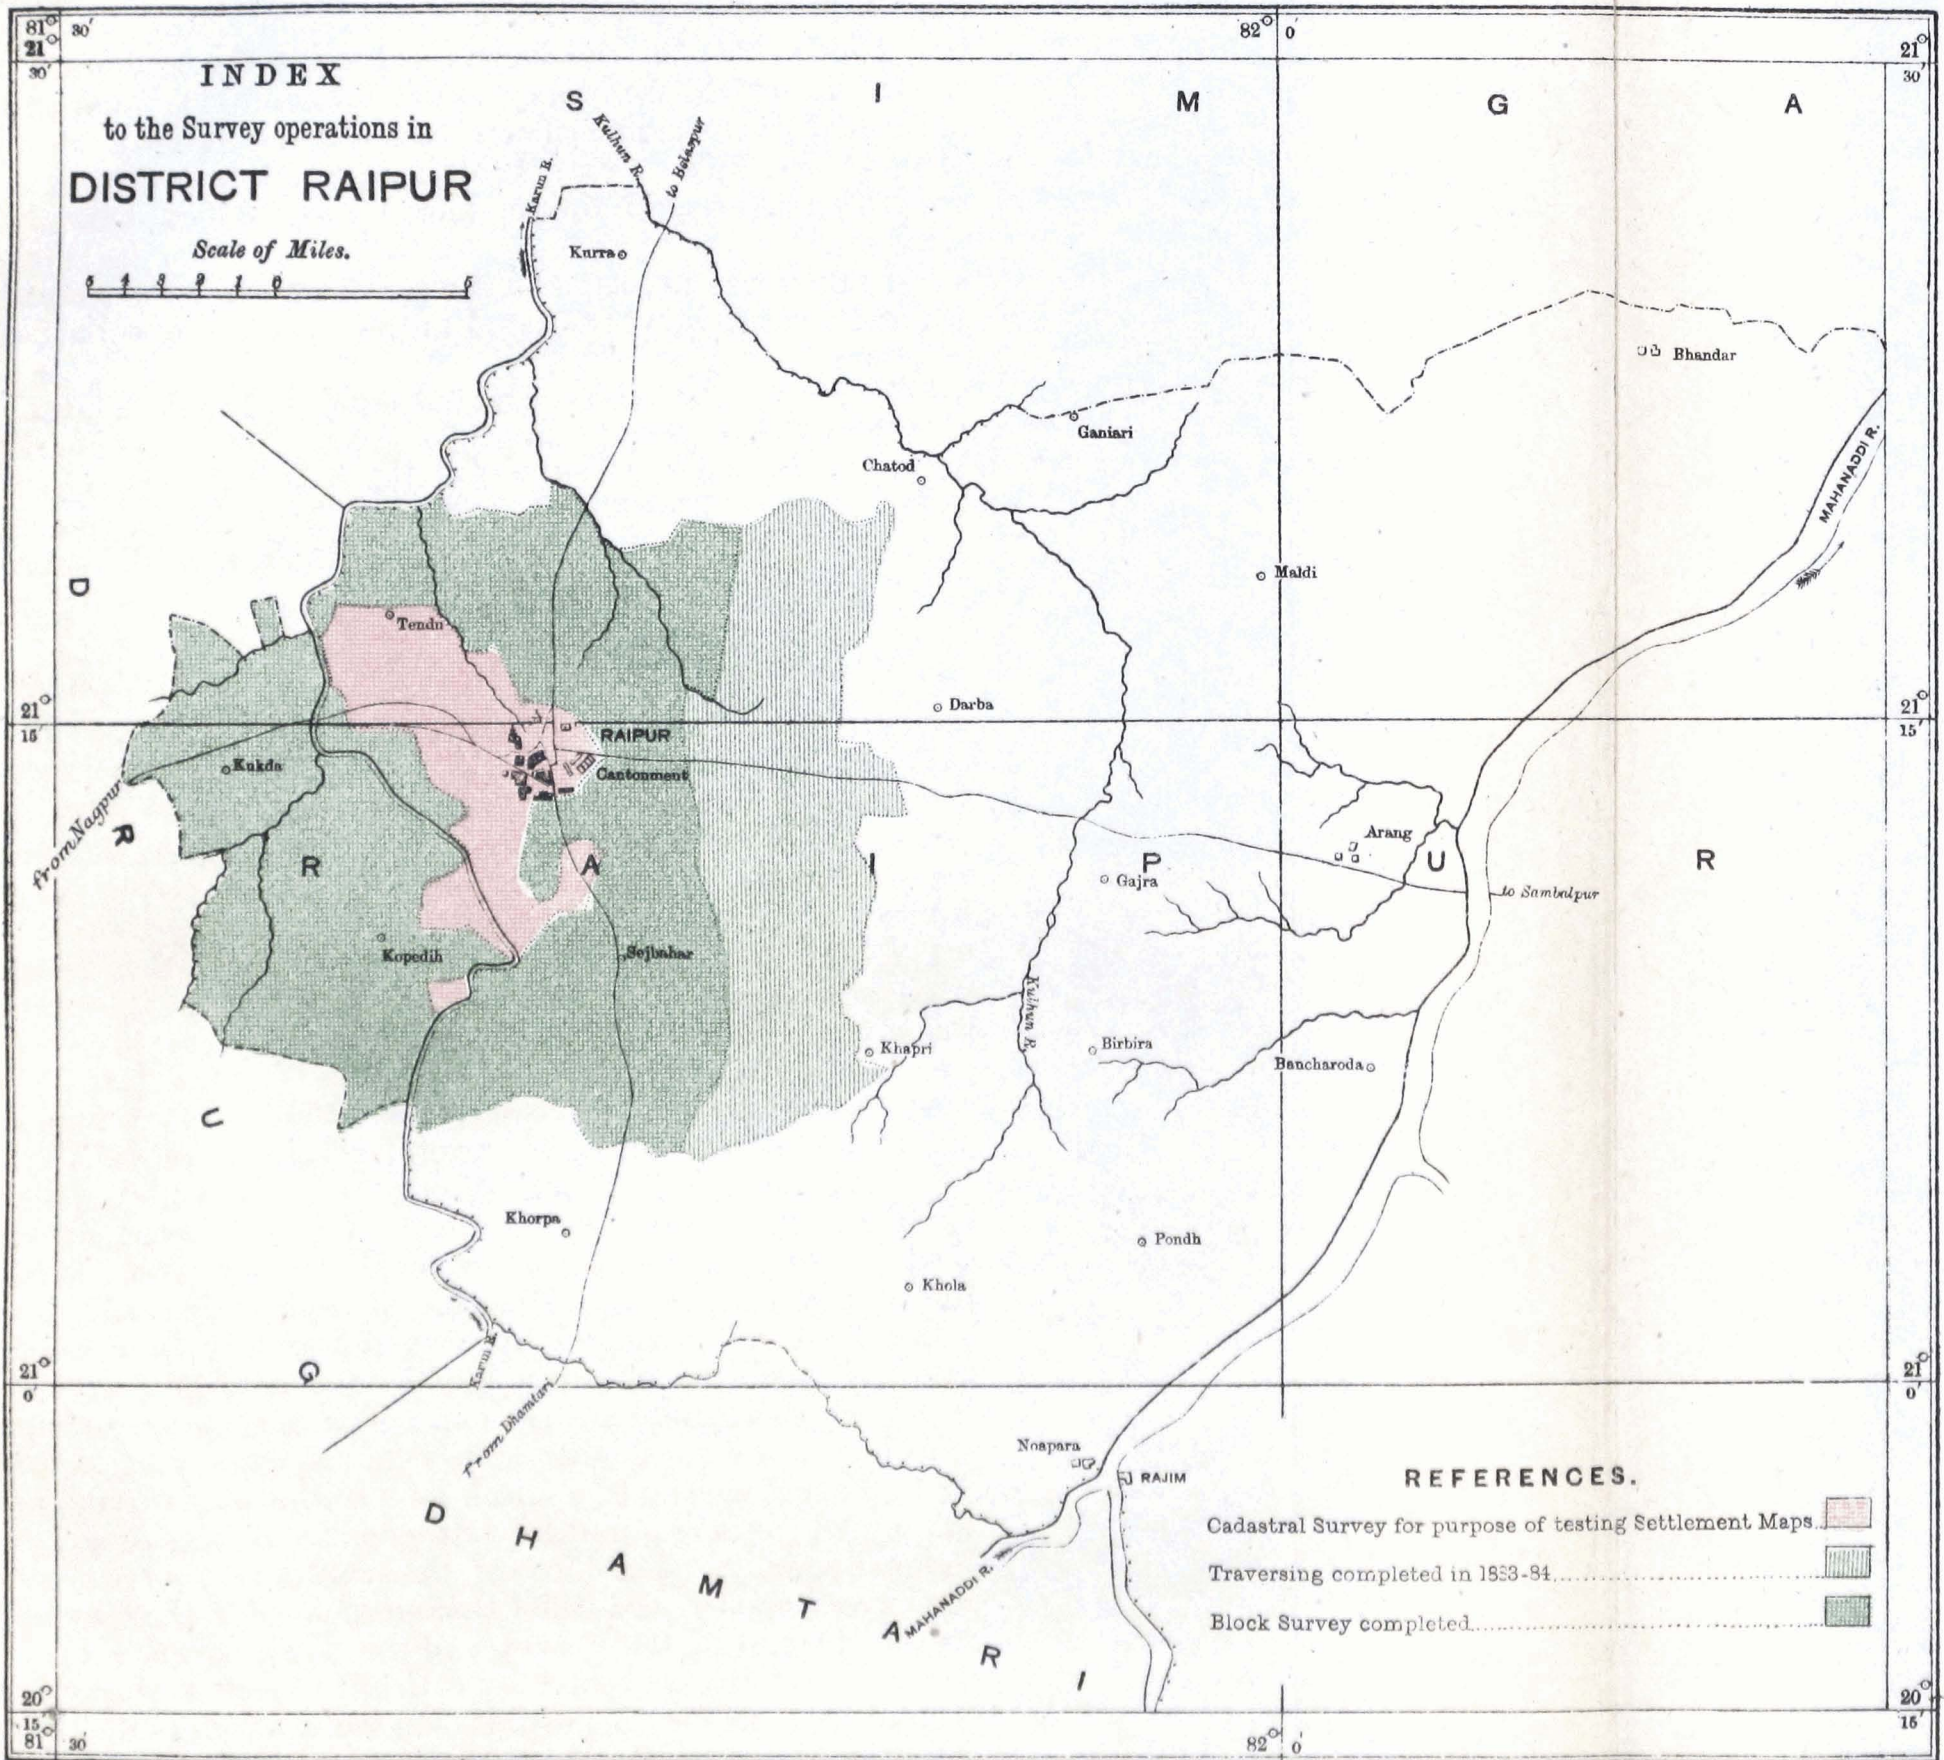 81° 30′
21° 30′
82° 0′
21° 30′
INDEX
to the Survey operations in
DISTRICT RAIPUR
Scale of Miles.
5 4 3 2 1 0 5
S I M G A
Kulhun R.
to Belaspur
Karun R.
Kurra
Bhandar
Ganiari
Chatod
MAHANADDI R.
Maldi
Tendu
Darba
21° 15′
21° 15′
RAIPUR
Cantonment
Kukda
from Nagpur
Arang
D R U G
R A I P U R
Gajra
to Sambalpur
Kopedih
Sejbahar
Kulhun R.
Khapri
Birbira
Bancharoda
Khorpa
Pondh
Khola
Karun R.
21° 0′
21° 0′
from Dhamtari
Noapara
RAJIM
D H A M T A R I
MAHANADDI R.
REFERENCES.
Cadastral Survey for purpose of testing Settlement Maps
Traversing completed in 1883-84
Block Survey completed
20° 15′
81° 30′
82° 0′
20° 15′